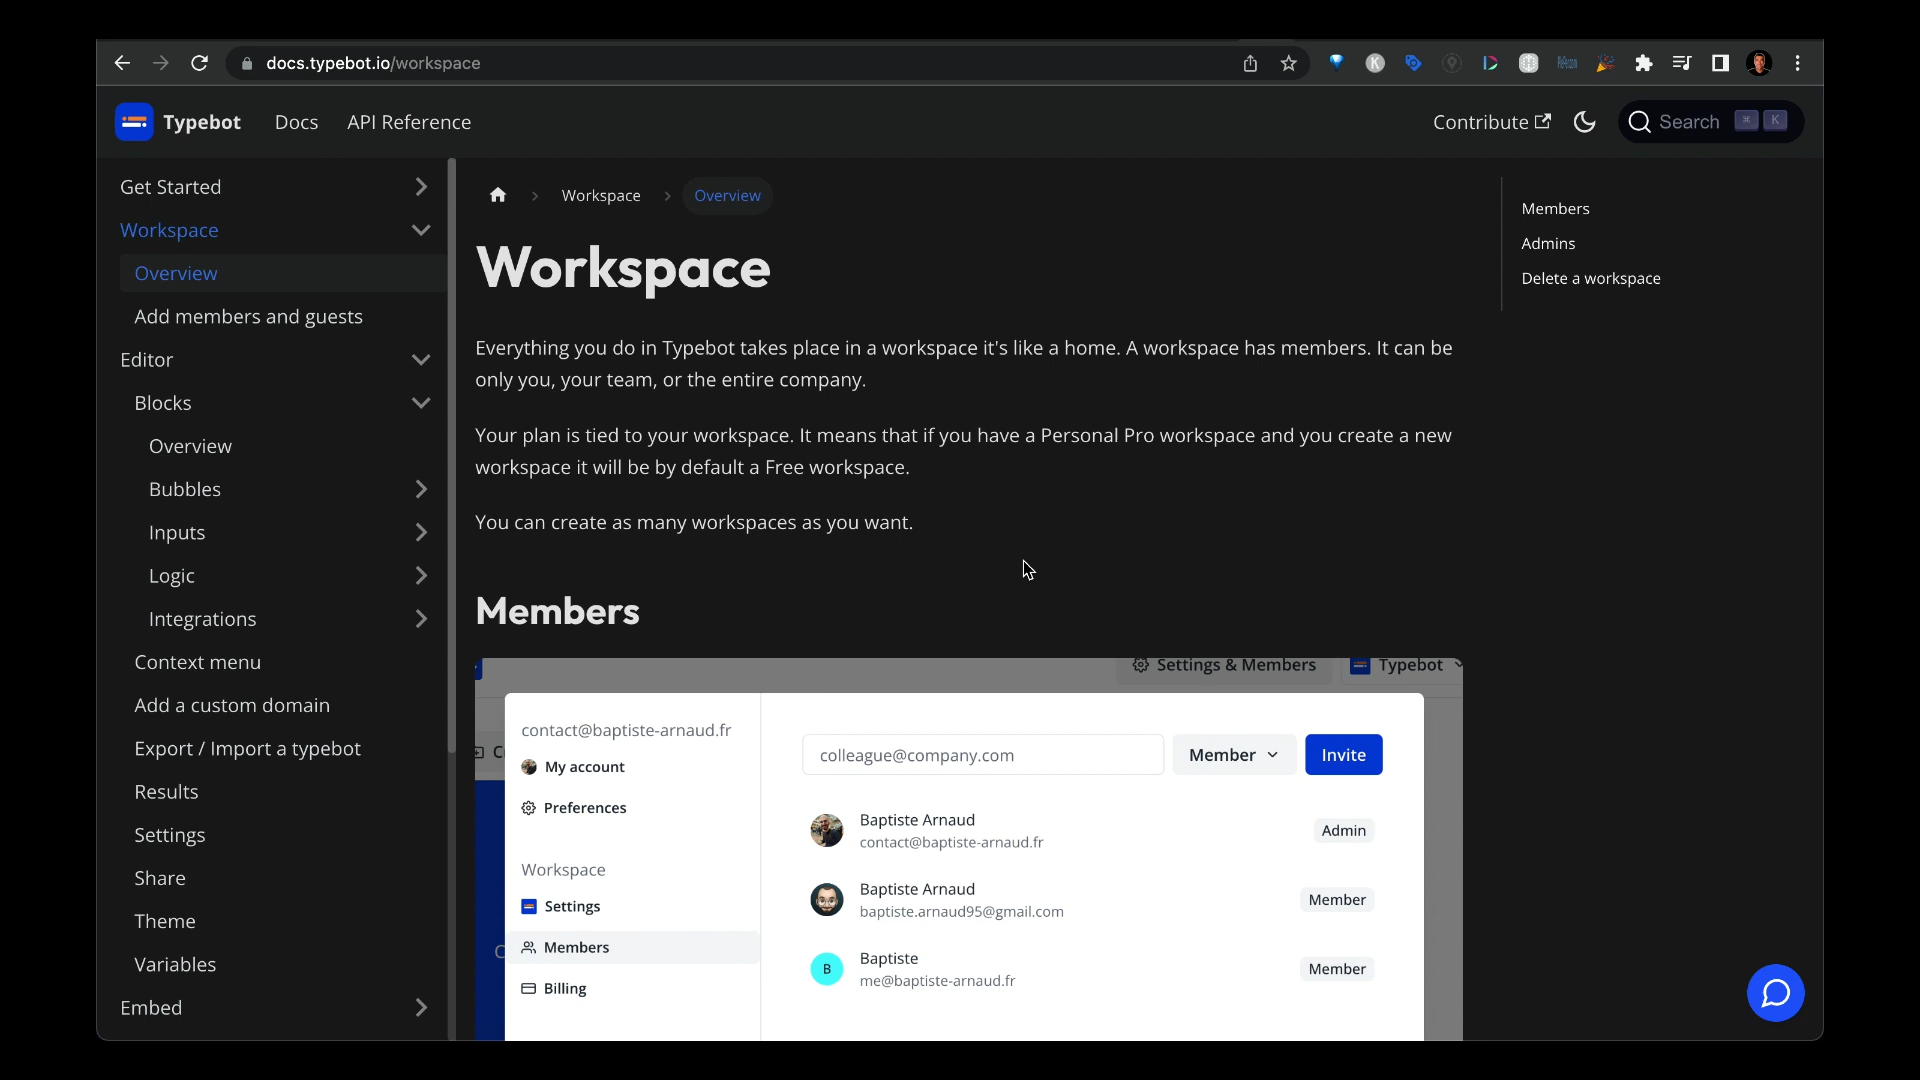 docs.typebot.io/workspace
Typebot
Docs
API Reference
Contribute
Search ⌘ K
Get Started
Workspace
Overview
Add members and guests
Editor
Blocks
Overview
Bubbles
Inputs
Logic
Integrations
Context menu
Add a custom domain
Export / Import a typebot
Results
Settings
Share
Theme
Variables
Embed
Workspace
Overview
Workspace
Everything you do in Typebot takes place in a workspace it's like a home. A workspace has members. It can be
only you, your team, or the entire company.
Your plan is tied to your workspace. It means that if you have a Personal Pro workspace and you create a new
workspace it will be by default a Free workspace.
You can create as many workspaces as you want.
Members
Settings & Members
Typebot
contact@baptiste-arnaud.fr
My account
Preferences
Workspace
Settings
Members
Billing
colleague@company.com
Member
Invite
Baptiste Arnaud
contact@baptiste-arnaud.fr
Admin
Baptiste Arnaud
baptiste.arnaud95@gmail.com
Member
B
Baptiste
me@baptiste-arnaud.fr
Member
Members
Admins
Delete a workspace